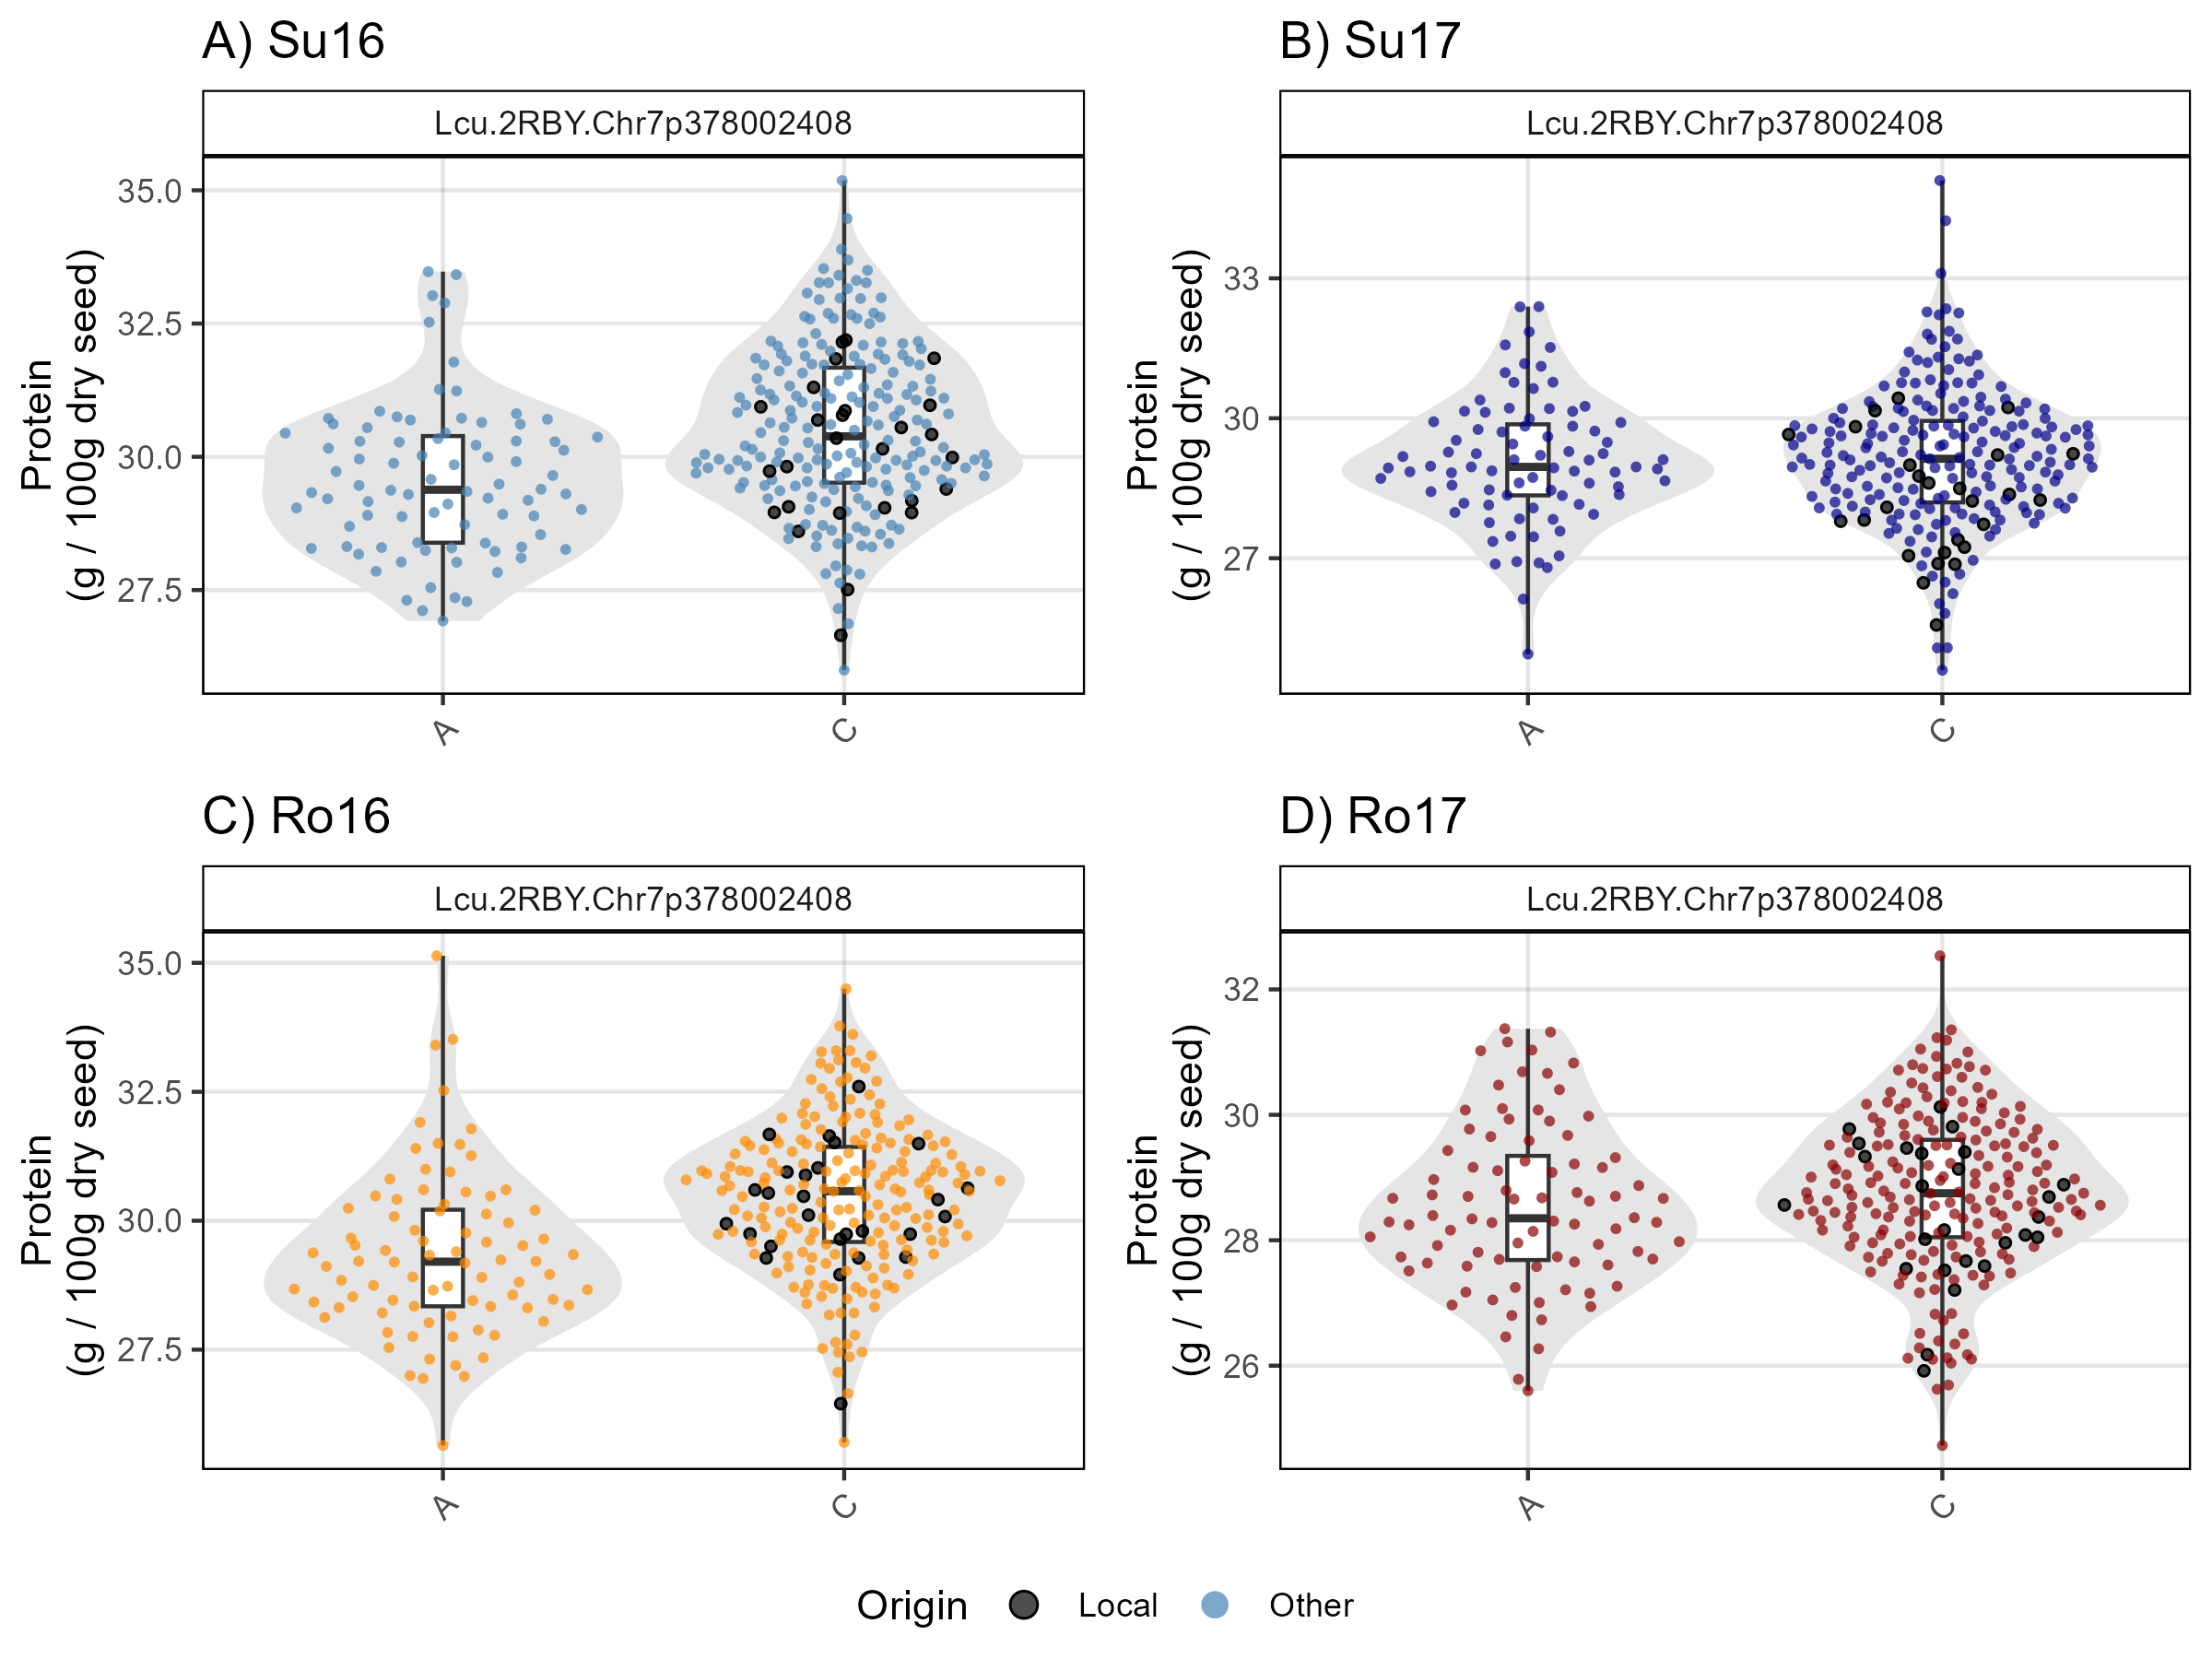 A) Su16
Lcu.2RBY.Chr7p378002408
Protein
(g / 100g dry seed)
35.0
32.5
30.0
27.5
A
C
B) Su17
Lcu.2RBY.Chr7p378002408
Protein
(g / 100g dry seed)
33
30
27
A
C
C) Ro16
Lcu.2RBY.Chr7p378002408
Protein
(g / 100g dry seed)
35.0
32.5
30.0
27.5
A
C
D) Ro17
Lcu.2RBY.Chr7p378002408
Protein
(g / 100g dry seed)
32
30
28
26
A
C
Origin Local Other